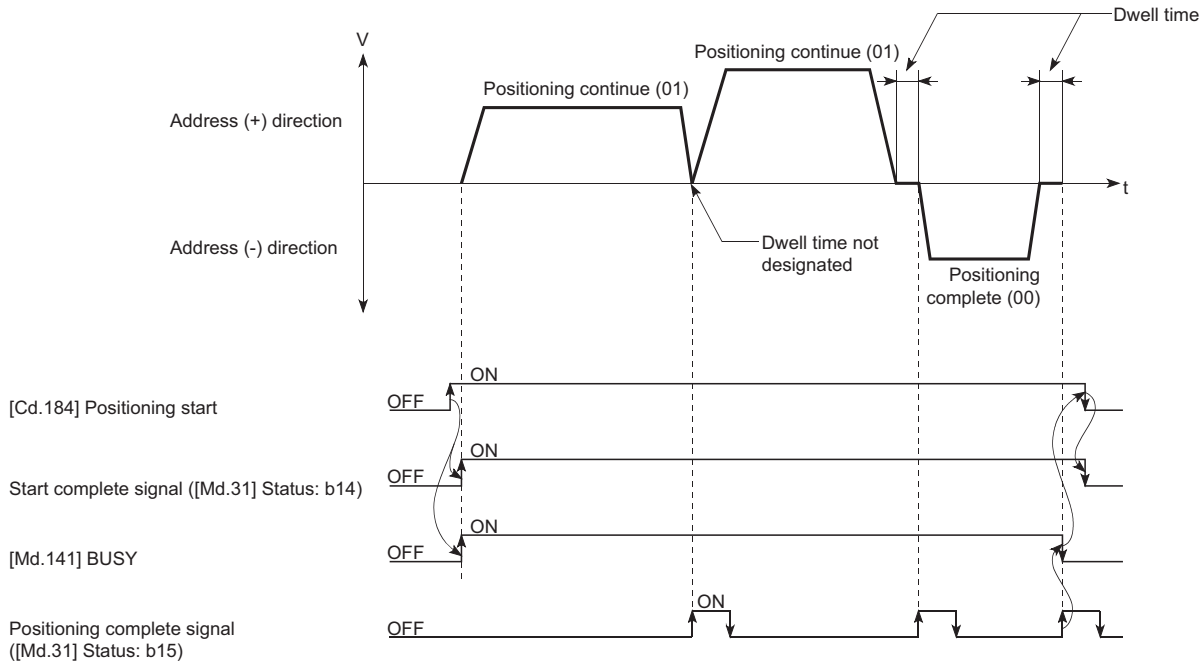 Dwell time
V
Positioning continue (01)
Positioning continue (01)
Address (+) direction
t
Address (-) direction
Dwell time not
designated
Positioning
complete (00)
ON
[Cd.184] Positioning start
OFF
ON
Start complete signal ([Md.31] Status: b14)
OFF
ON
[Md.141] BUSY
OFF
ON
Positioning complete signal
([Md.31] Status: b15)
OFF